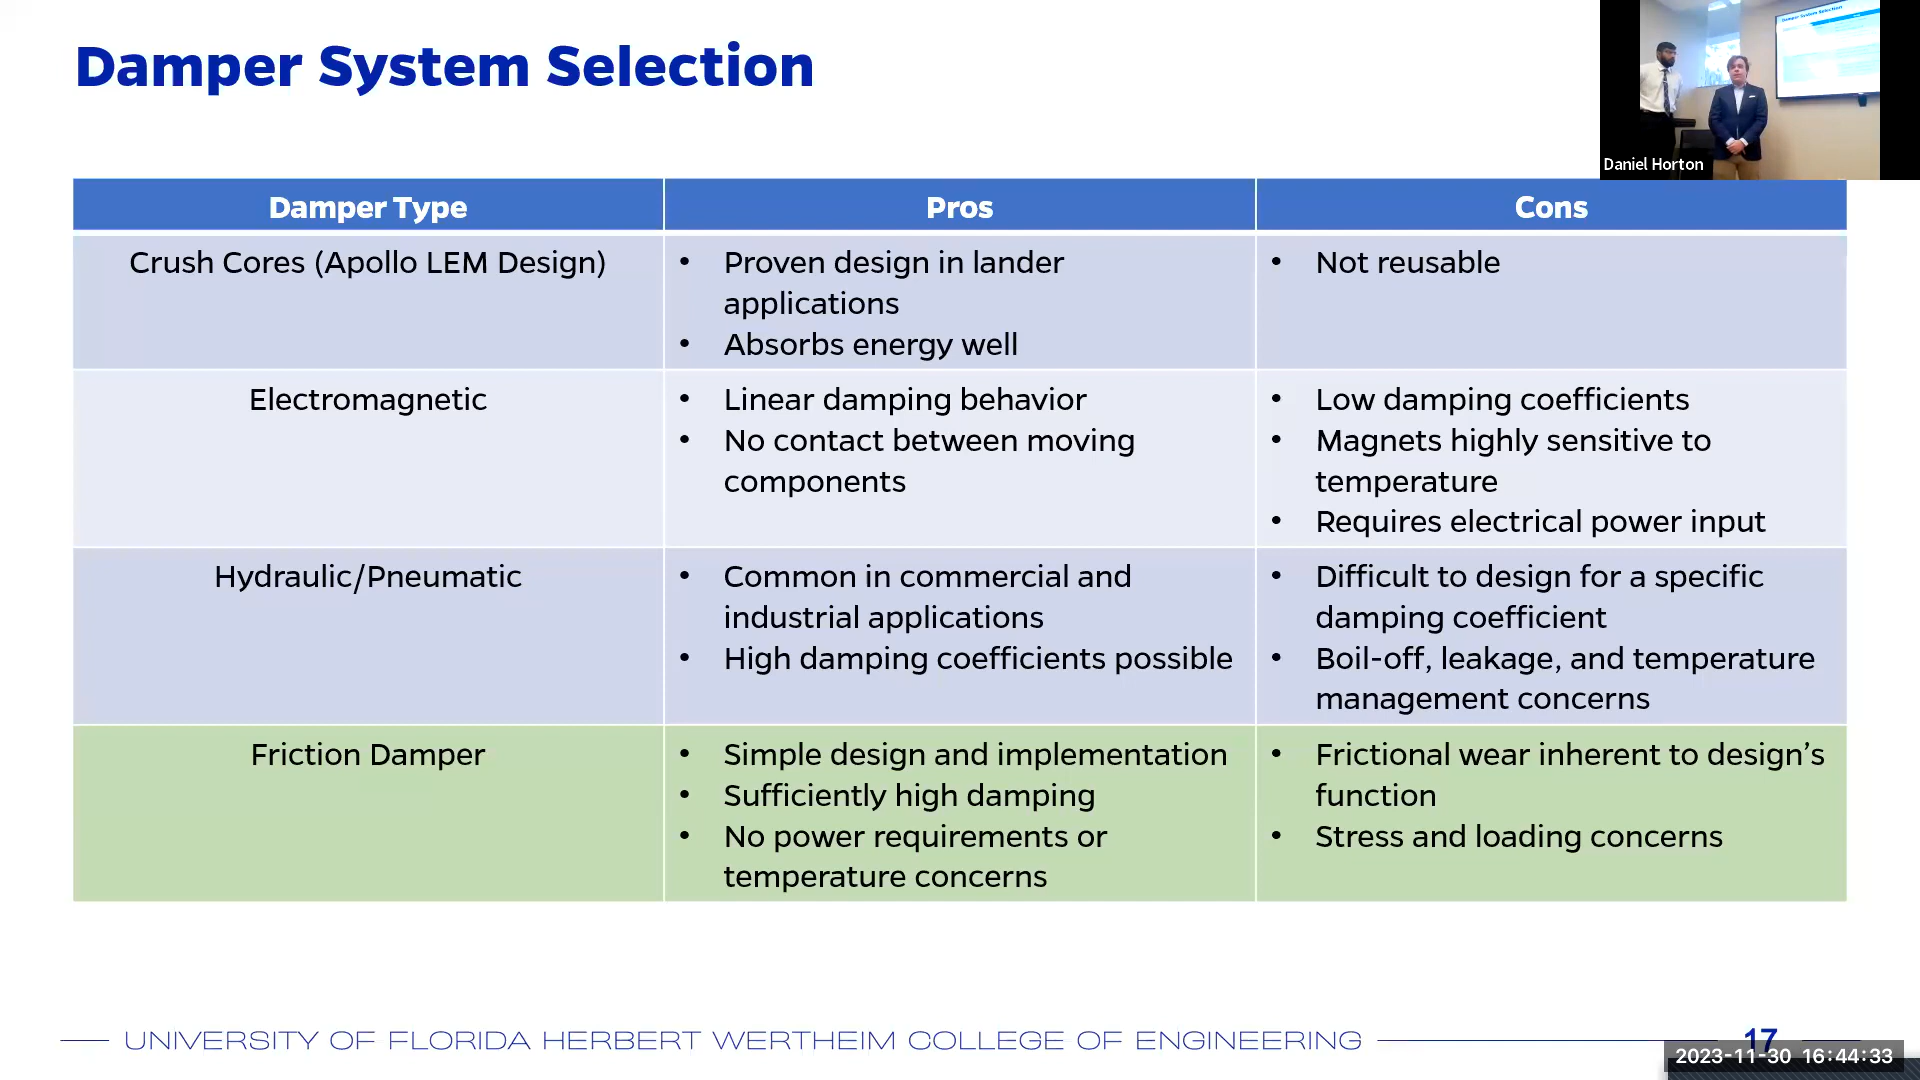 Damper System Selection
Damper System Selection
Daniel Horton
Damper Type
Pros
Cons
Crush Cores (Apollo LEM Design)
• Proven design in lander
applications
• Absorbs energy well
• Not reusable
Electromagnetic
• Linear damping behavior
• No contact between moving
components
• Low damping coefficients
• Magnets highly sensitive to
temperature
• Requires electrical power input
Hydraulic/Pneumatic
• Common in commercial and
industrial applications
• High damping coefficients possible
• Difficult to design for a specific
damping coefficient
• Boil-off, leakage, and temperature
management concerns
Friction Damper
• Simple design and implementation
• Sufficiently high damping
• No power requirements or
temperature concerns
• Frictional wear inherent to design's
function
• Stress and loading concerns
UNIVERSITY OF FLORIDA HERBERT WERTHEIM COLLEGE OF ENGINEERING
17
2023-11-30 16:44:33